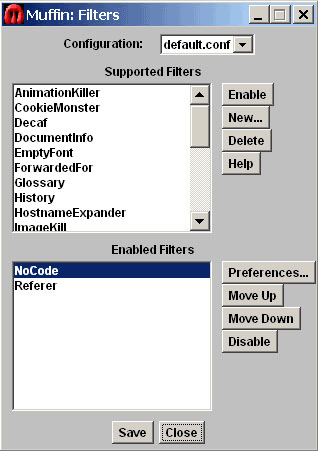 Muffin: Filters
Configuration: default.conf
Supported Filters
AnimationKiller
CookieMonster
Decaf
DocumentInfo
EmptyFont
ForwardedFor
Glossary
History
HostnameExpander
ImageKill
Enable
New...
Delete
Help
Enabled Filters
NoCode
Referer
Preferences...
Move Up
Move Down
Disable
Save Close